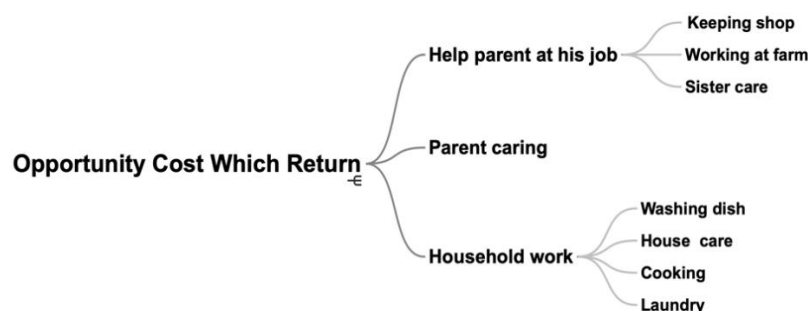 Opportunity Cost Which Return
Help parent at his job
Keeping shop
Working at farm
Sister care
Parent caring
Household work
Washing dish
House care
Cooking
Laundry